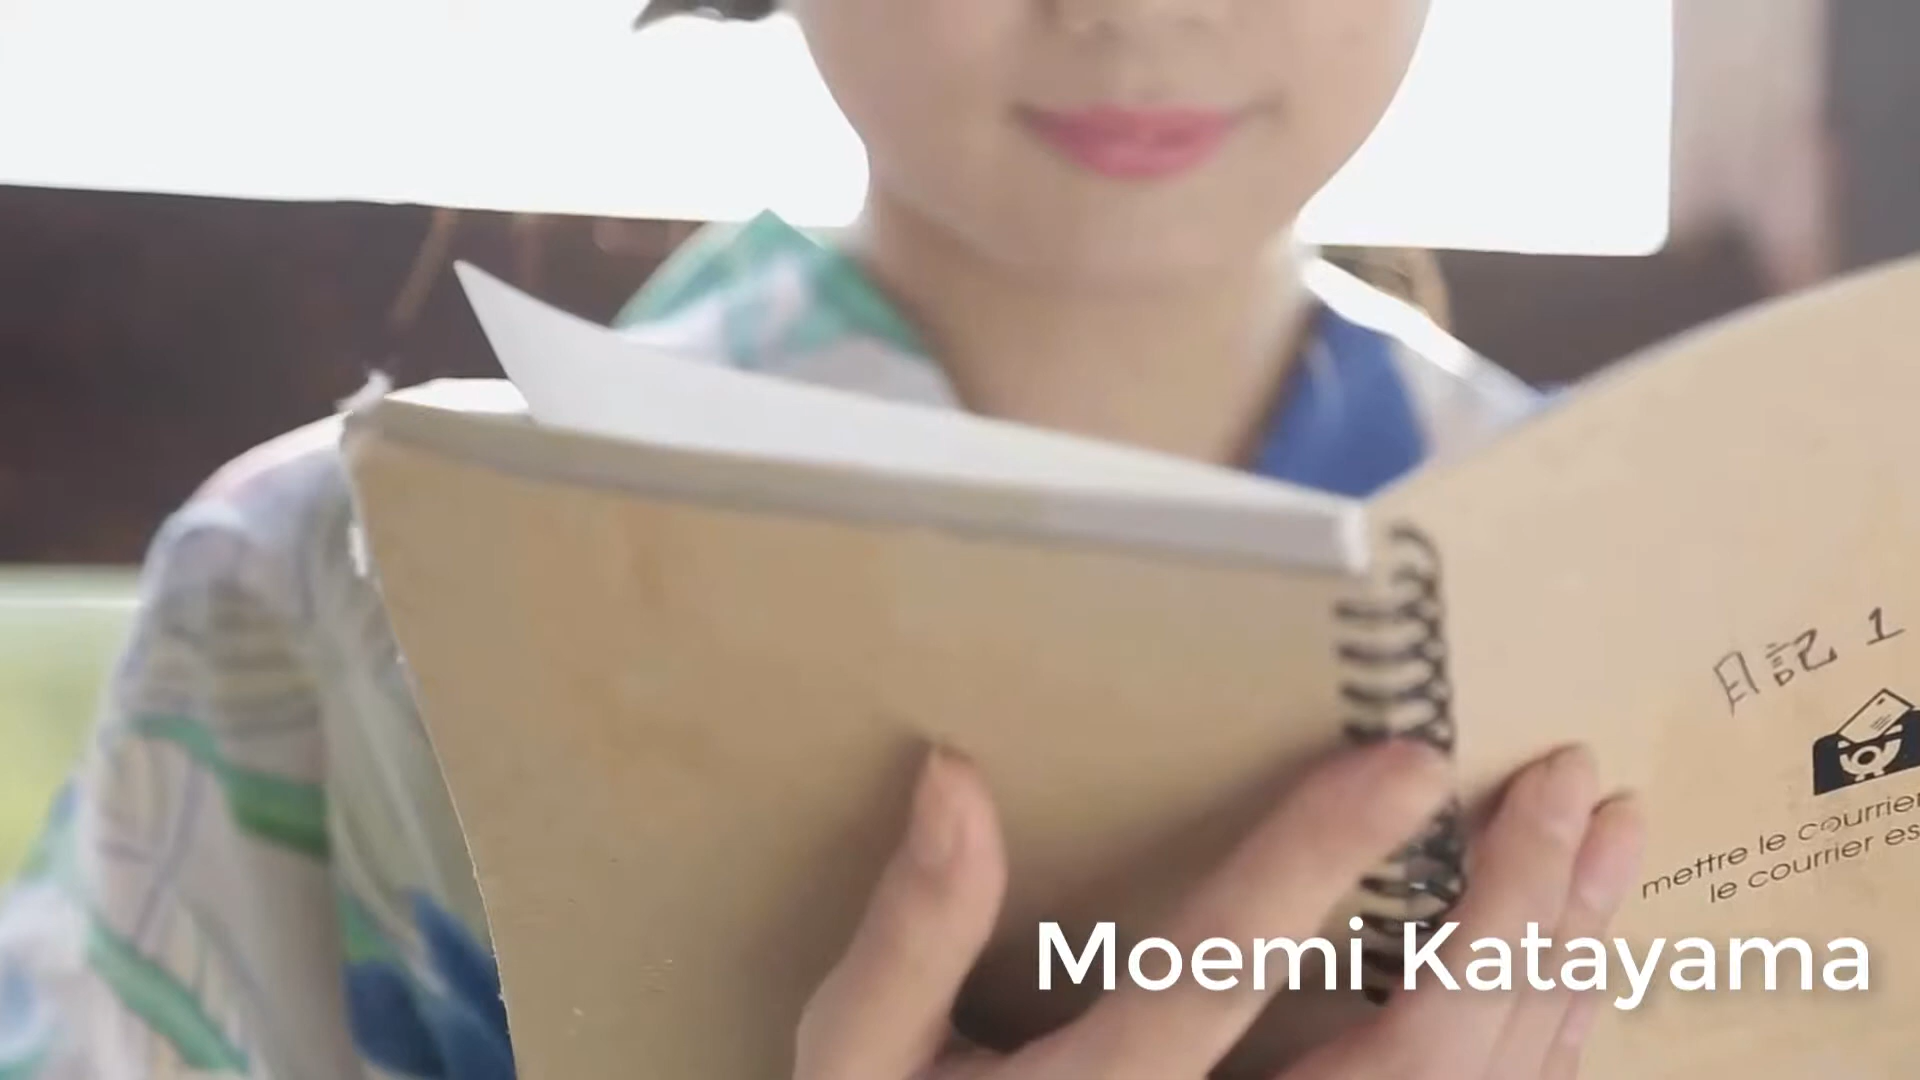 日記 1
mettre le courrier
le courrier es
Moemi Katayama